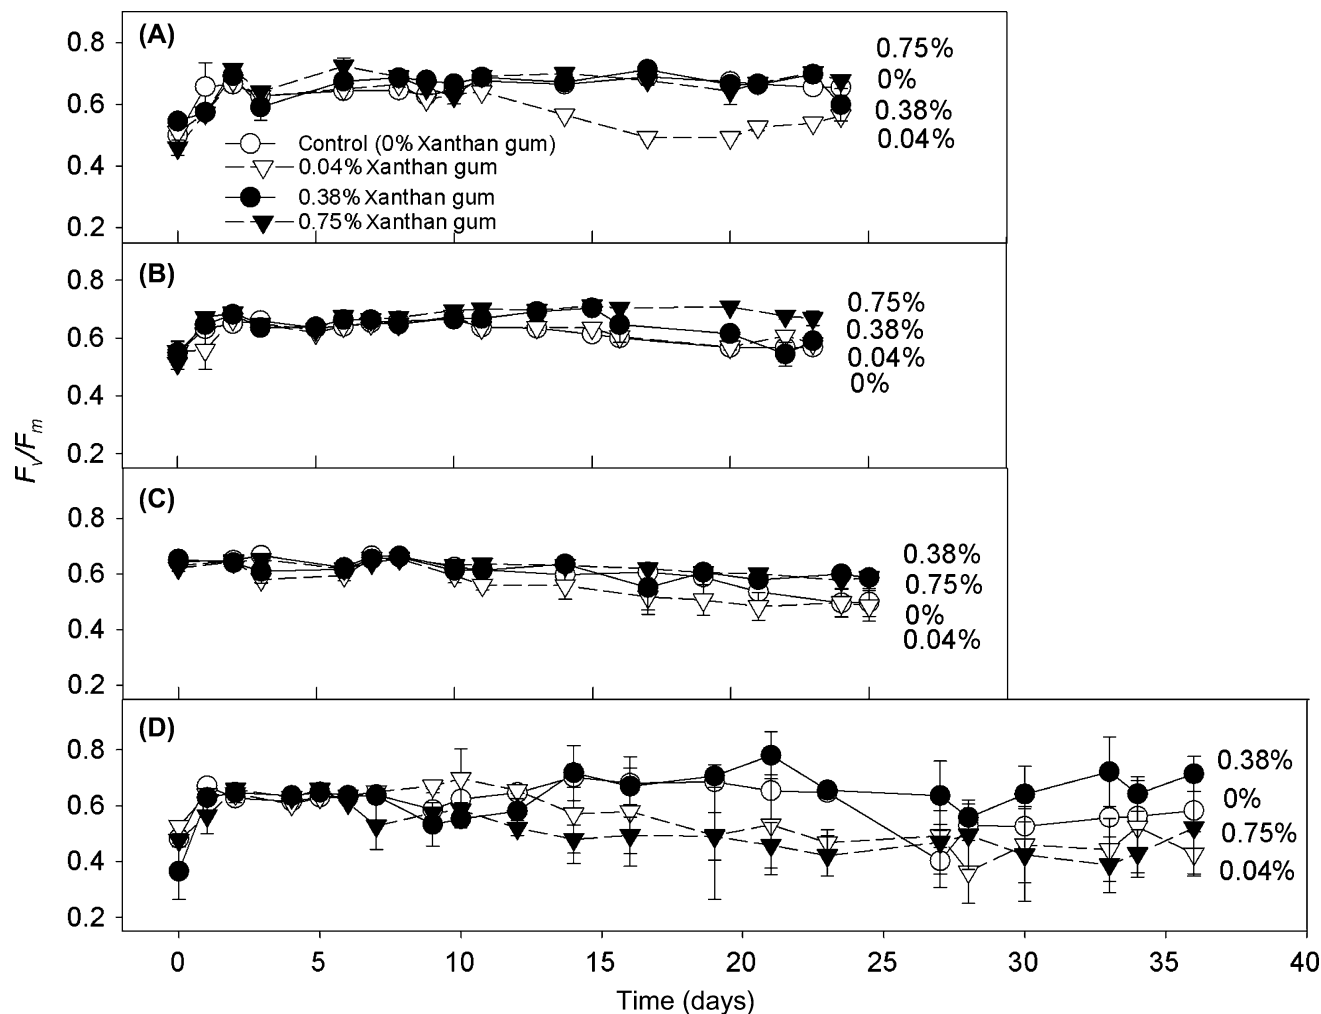 (A)
0.8
0.6
0.4
0.2
0.75%
0%
0.38%
0.04%
Control (0% Xanthan gum)
0.04% Xanthan gum
0.38% Xanthan gum
0.75% Xanthan gum
(B)
0.8
0.6
0.4
0.2
0.75%
0.38%
0.04%
0%
Fv/Fm
(C)
0.8
0.6
0.4
0.2
0.38%
0.75%
0%
0.04%
(D)
0.8
0.6
0.4
0.2
0.38%
0%
0.75%
0.04%
0 5 10 15 20 25 30 35 40
Time (days)